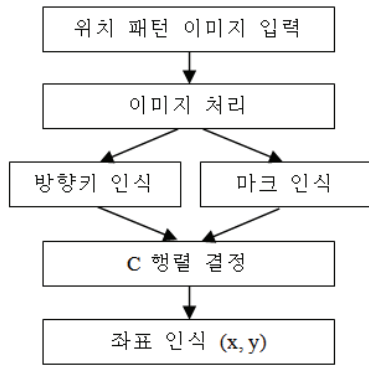 위치 패턴 이미지 입력
이미지 처리
방향키 인식
마크 인식
C 행렬 결정
좌표 인식 (x, y)